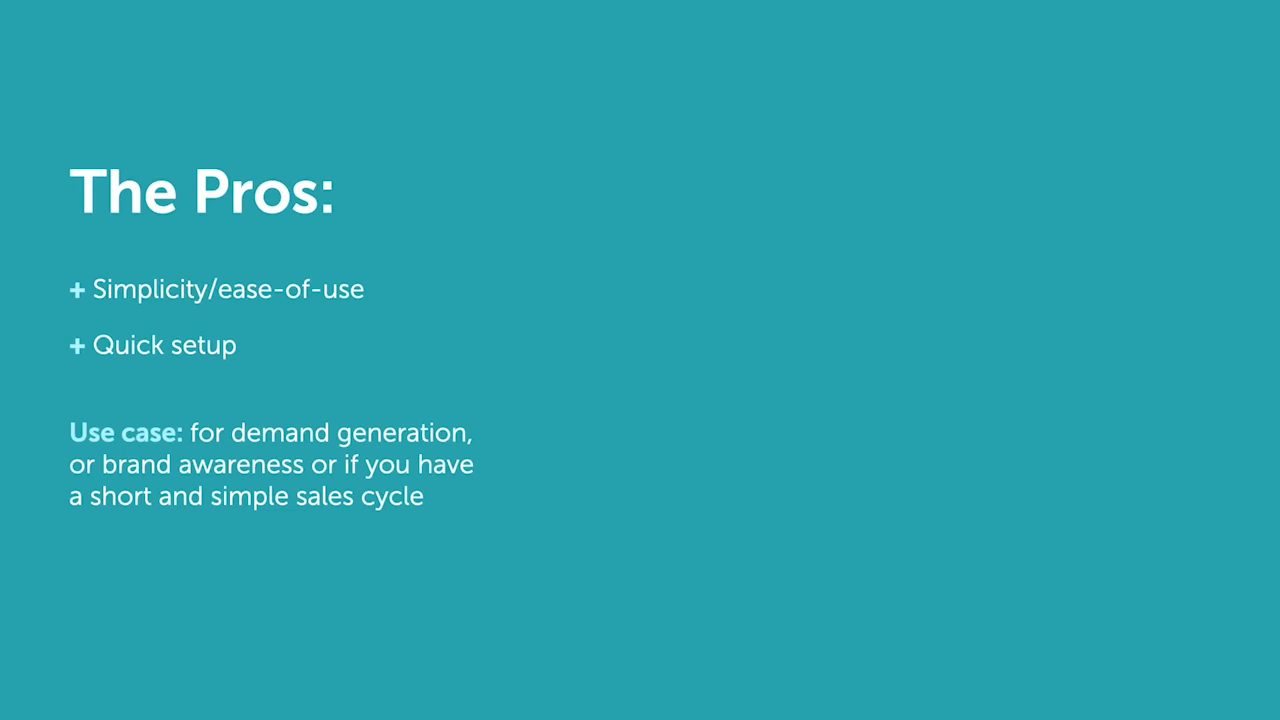 The Pros:
+ Simplicity/ease-of-use
+ Quick setup
Use case: for demand generation,
or brand awareness or if you have
a short and simple sales cycle